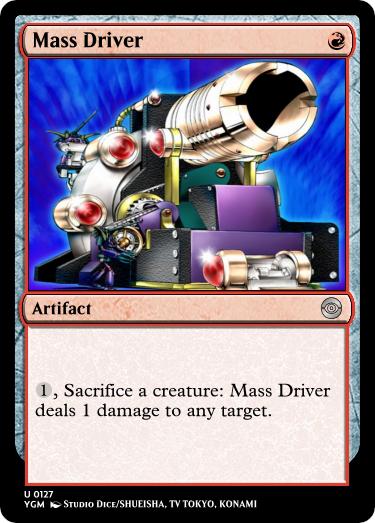 Mass Driver
Artifact
1, Sacrifice a creature: Mass Driver
deals 1 damage to any target.
U 0127
YGM Studio Dice/SHUEISHA, TV TOKYO, KONAMI